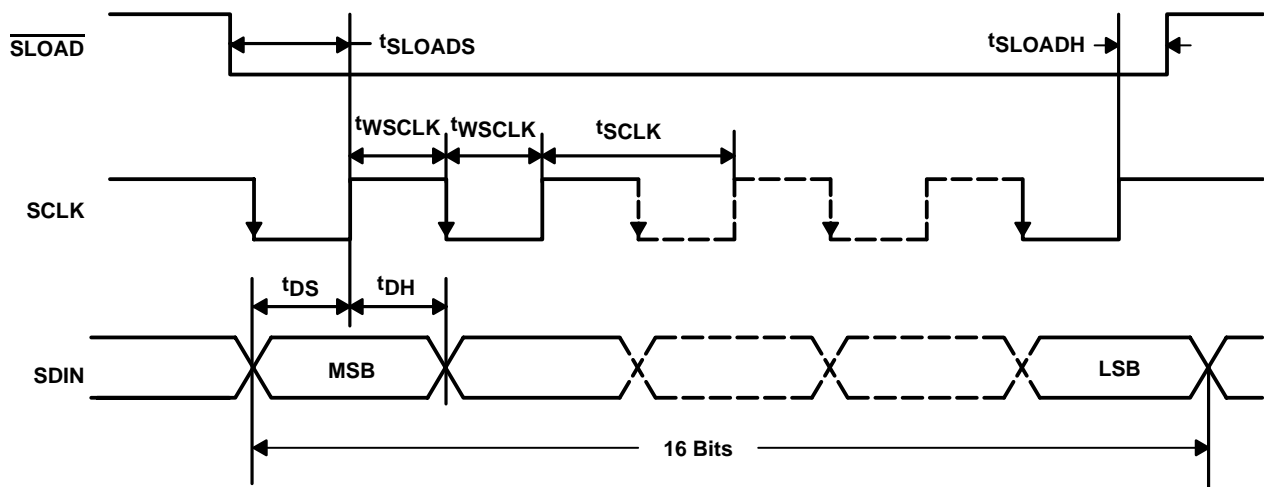 SLOAD
tSLOADS
tSLOADH
tWSCLK
tWSCLK
tSCLK
SCLK
tDS
tDH
SDIN
MSB
LSB
16 Bits